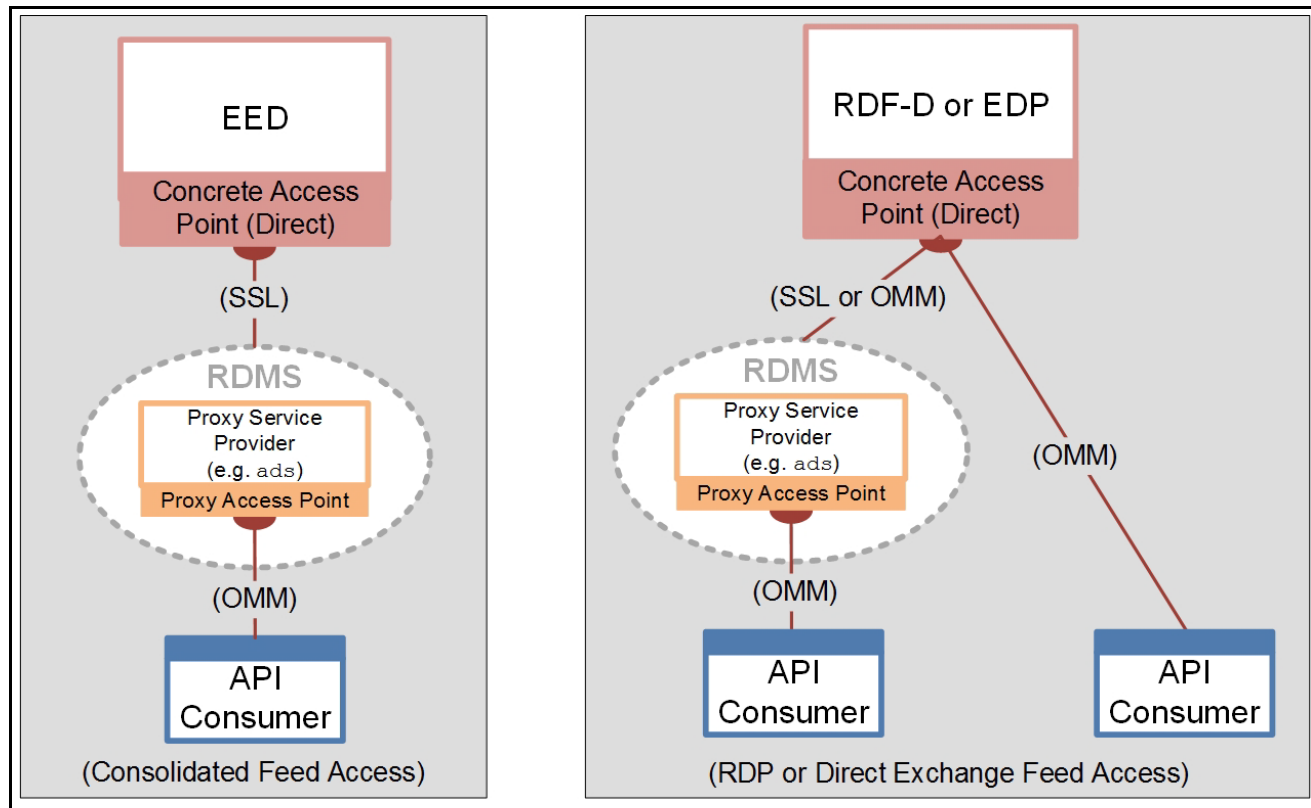 EED
Concrete Access
Point (Direct)
(SSL)
RDMS
Proxy Service
Provider
(e.g. ads)
Proxy Access Point
(OMM)
API
Consumer
(Consolidated Feed Access)
RDF-D or EDP
Concrete Access
Point (Direct)
(SSL or OMM)
RDMS
Proxy Service
Provider
(e.g. ads)
Proxy Access Point
(OMM)
(OMM)
API
Consumer
API
Consumer
(RDP or Direct Exchange Feed Access)